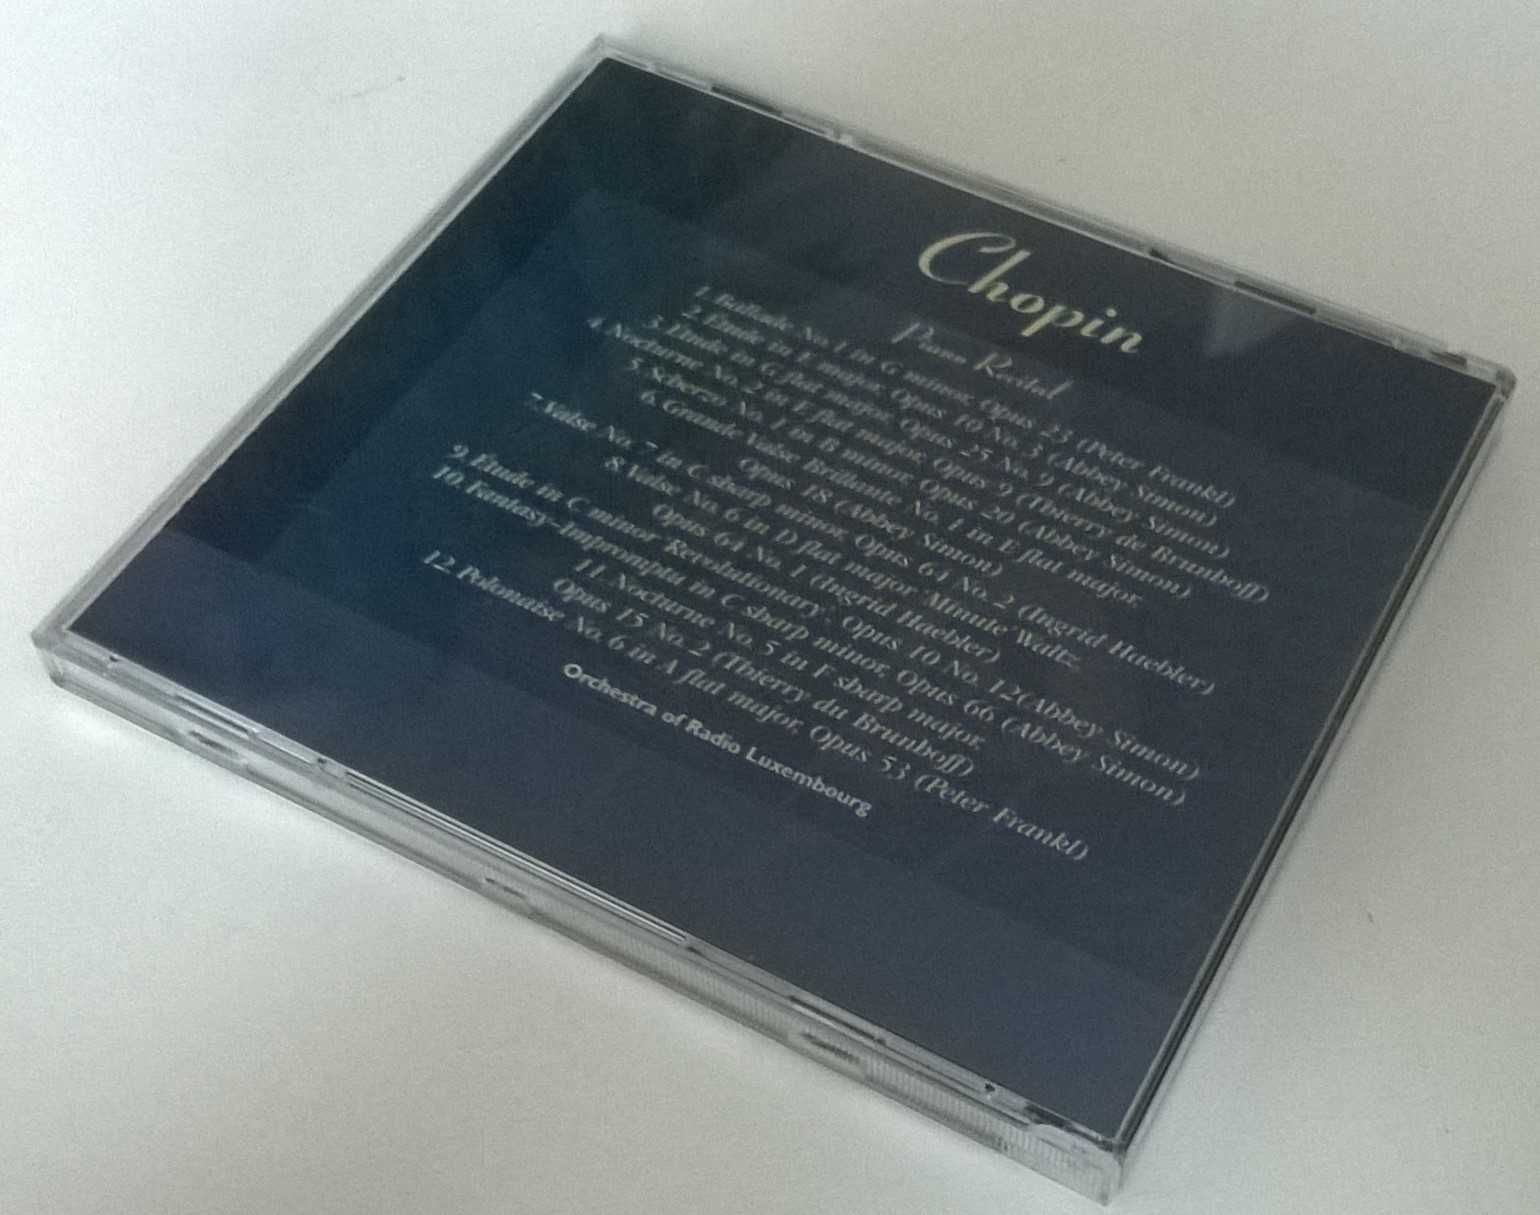 Chopin
Piano Recital
1. Ballade No. 1 in G minor, Opus 23 (Peter Frankl)
2. Etude in E major, Opus 10 No. 3 (Abbey Simon)
3. Etude in G flat major, Opus 25 No. 9 (Abbey Simon)
4. Nocturne No. 2 in E flat major, Opus 9 (Thierry de Brunhoff)
5. Scherzo No. 1 in B minor, Opus 20 (Abbey Simon)
6. Grande Valse Brillante No. 1 in E flat major,
Opus 18 (Abbey Simon)
7. Valse No. 7 in C sharp minor, Opus 64 No. 2 (Ingrid Haebler)
8. Valse No. 6 in D flat major 'Minute Waltz'
Opus 64 No. 1 (Ingrid Haebler)
9. Etude in C minor 'Revolutionary', Opus 10 No. 12(Abbey Simon)
10. Fantasy-Impromptu in C sharp minor, Opus 66 (Abbey Simon)
11. Nocturne No. 5 in F sharp major,
Opus 15 No. 2 (Thierry du Brunhoff)
12. Polonaise No. 6 in A flat major, Opus 53 (Peter Frankl)
Orchestra of Radio Luxembourg